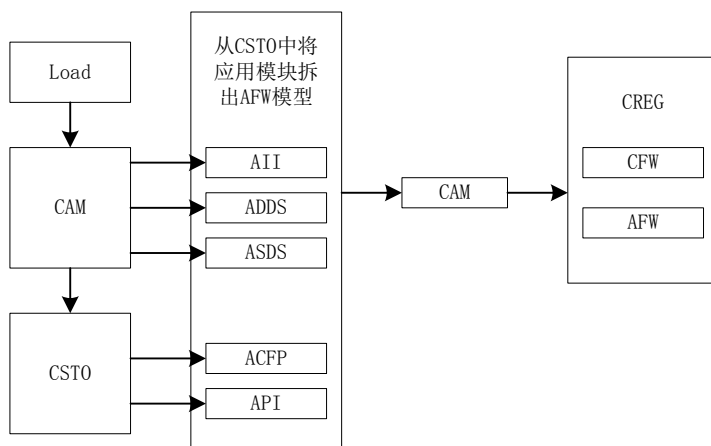 Load
CAM
CSTO
从CSTO中将
应用模块拆
出AFW模型
AII
ADDS
ASDS
ACFP
API
CAM
CREG
CFW
AFW